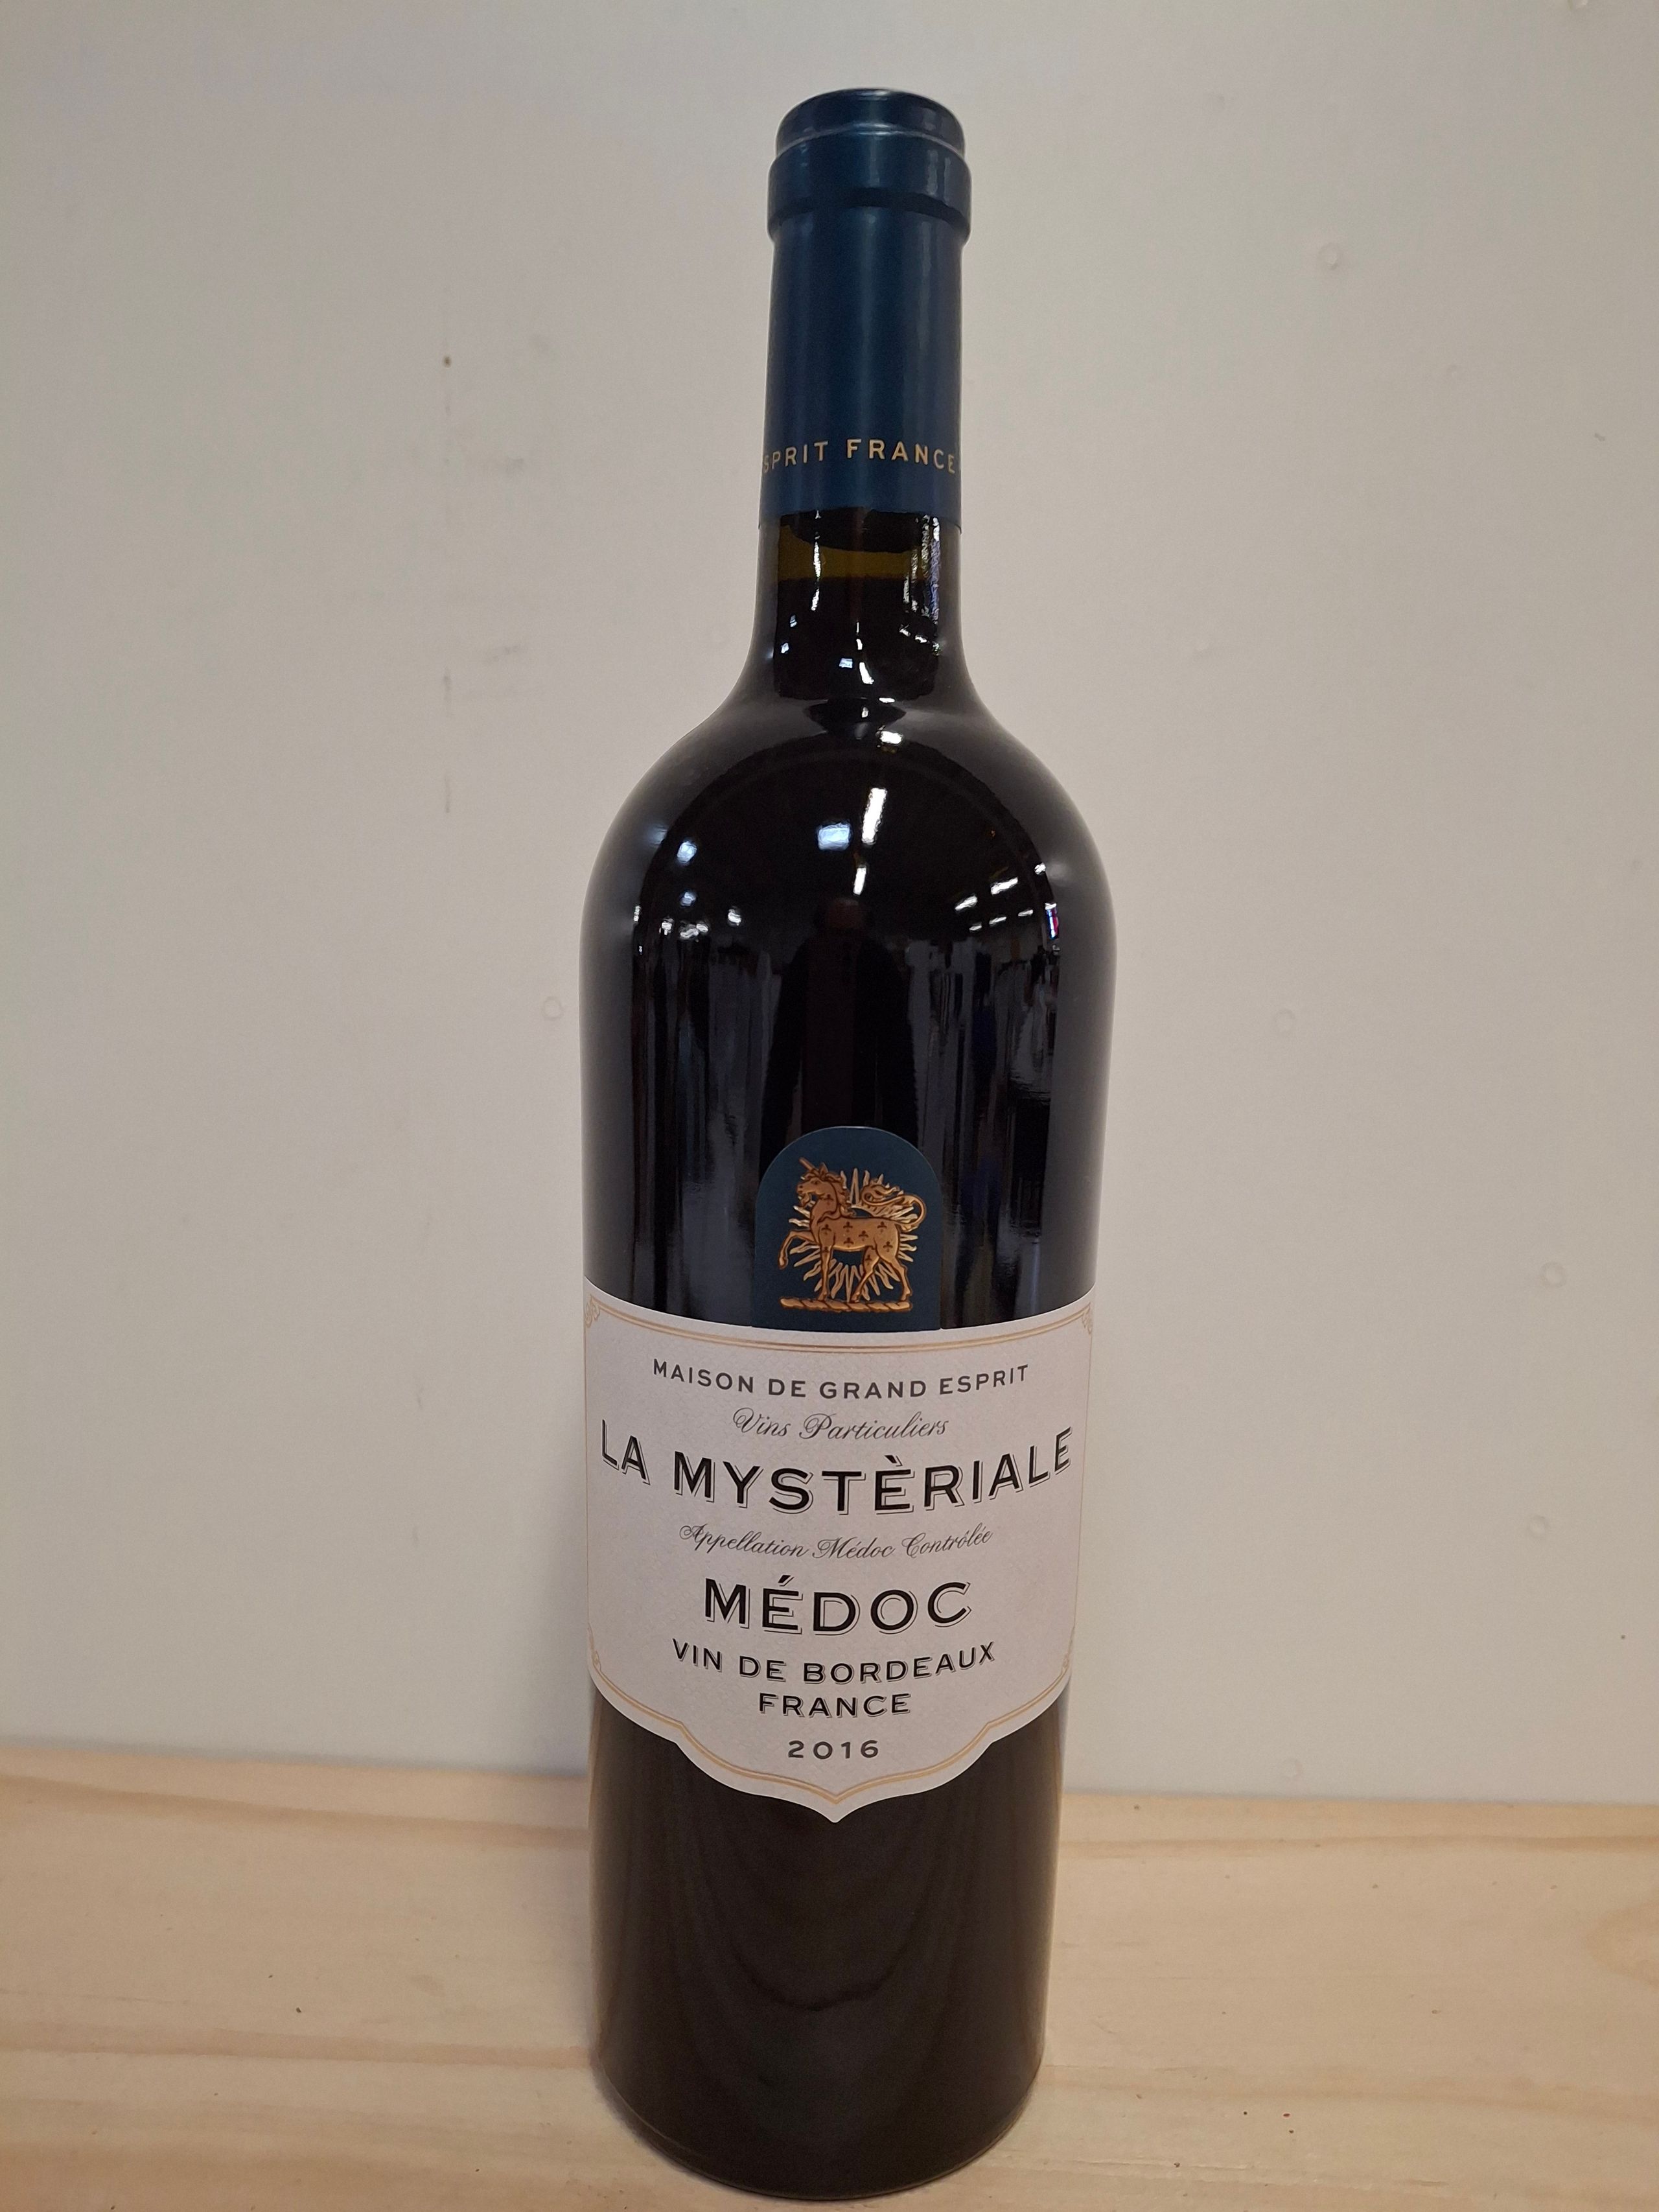 SPRIT FRANCE
MAISON DE GRAND ESPRIT
Vins Particuliers
LA MYSTÈRIALE
Appellation Médoc Contrôlée
MÉDOC
VIN DE BORDEAUX
FRANCE
2016